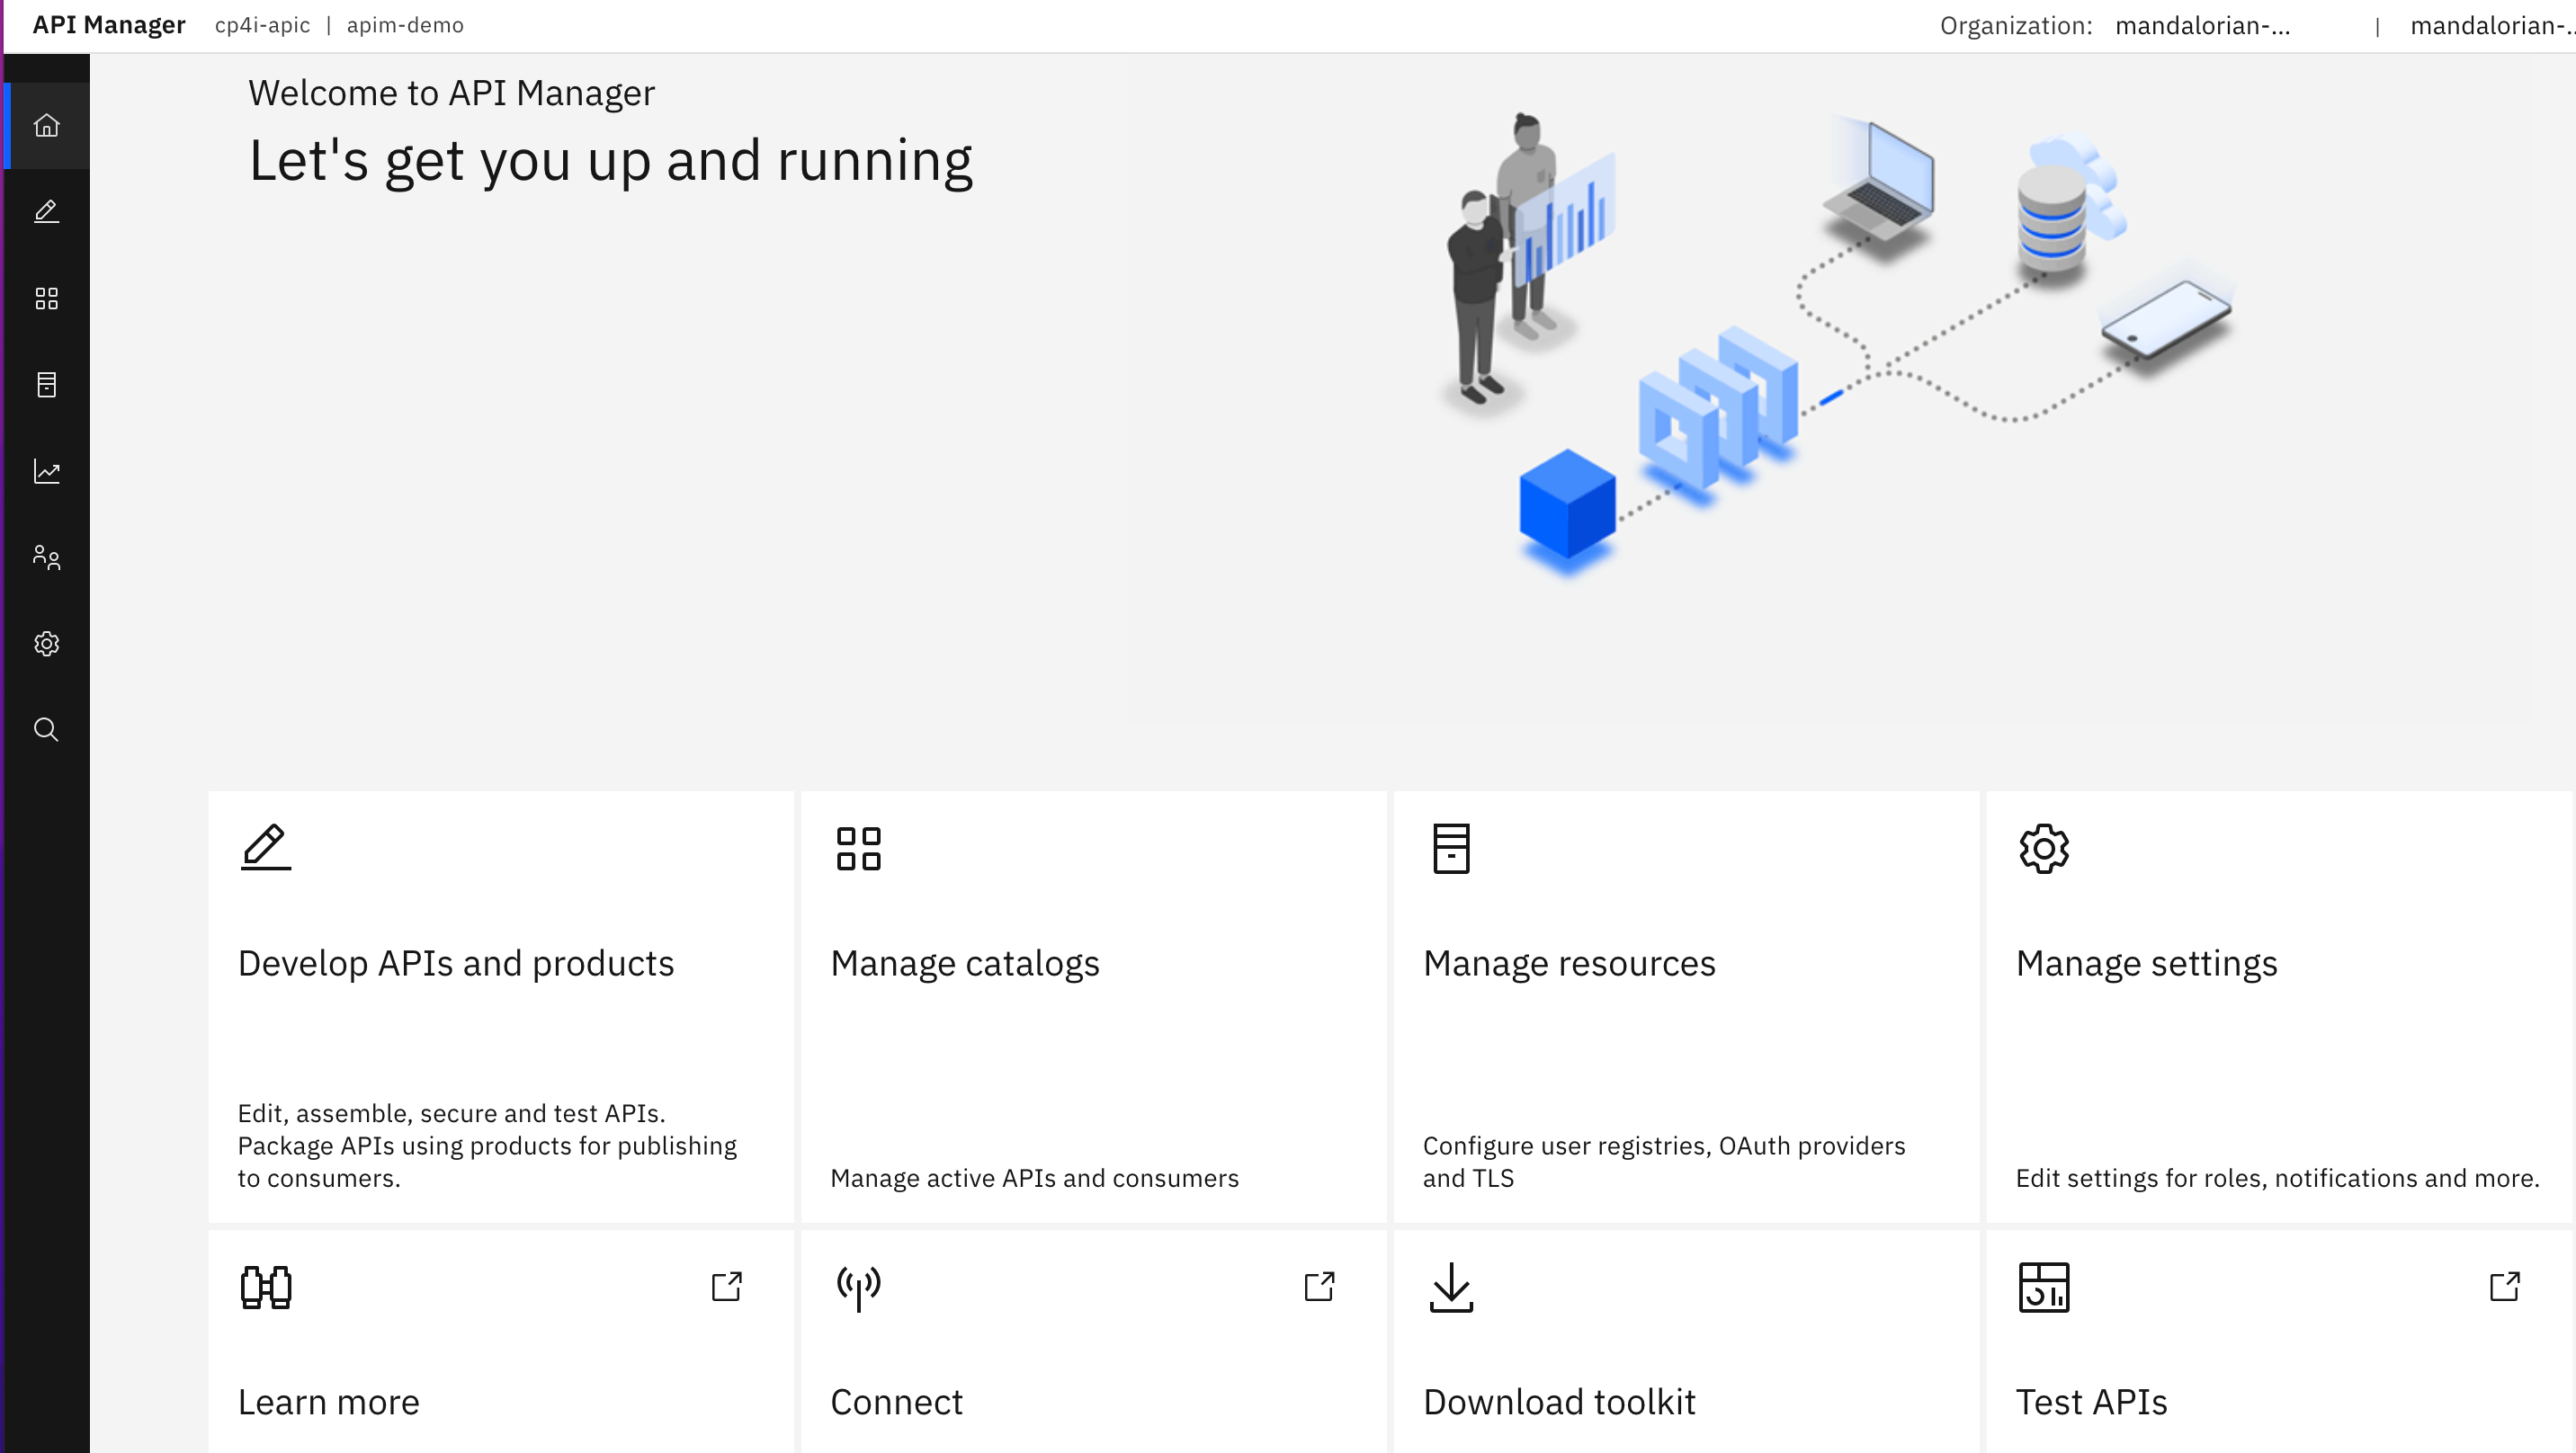 API Manager cp4i-apic | apim-demo Organization: mandalorian-... | mandalorian-..
Welcome to API Manager
Let's get you up and running
Develop APIs and products
Edit, assemble, secure and test APIs.
Package APIs using products for publishing
to consumers.
Manage catalogs
Manage active APIs and consumers
Manage resources
Configure user registries, OAuth providers
and TLS
Manage settings
Edit settings for roles, notifications and more.
Learn more
Connect
Download toolkit
Test APIs